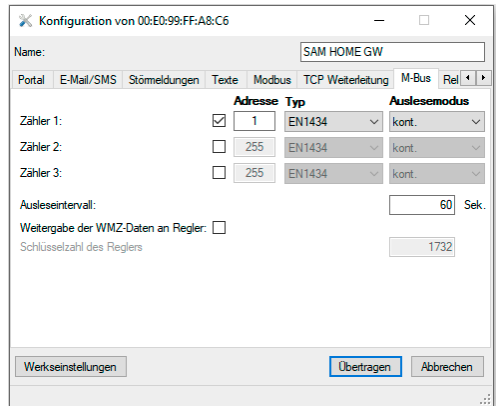 Konfiguration von 00:E0:99:FF:A8:C6
Name: SAM HOME GW
Portal E-Mail/SMS Störmeldungen Texte Modbus TCP Weiterleitung M-Bus Rel
Adresse Typ Auslesemodus
Zähler 1: 1 EN1434 kont.
Zähler 2: 255 EN1434 kont.
Zähler 3: 255 EN1434 kont.
Ausleseintervall: 60 Sek.
Weitergabe der WMZ-Daten an Regler:
Schlüsselzahl des Reglers 1732
Werkseinstellungen Übertragen Abbrechen